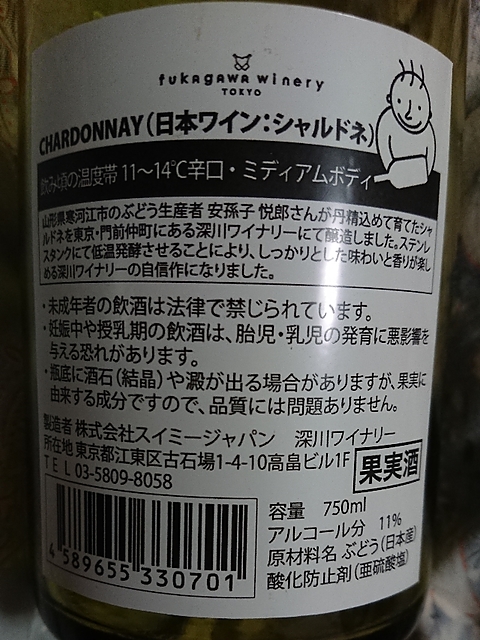 fukagawa winery
TOKYO
CHARDONNAY(日本ワイン:シャルドネ)
飲み頃の温度帯 11～14℃辛口・ミディアムボディ
山形県寒河江市のぶどう生産者 安孫子 悦郎さんが丹精込めて育てたシャ
ルドネを東京・門前仲町にある深川ワイナリーにて醸造しました。ステンレス
タンクにて低温発酵させることにより、しっかりとした味わいと香りが楽し
める深川ワイナリーの自信作になりました。
・未成年者の飲酒は法律で禁じられています。
・妊娠中や授乳期の飲酒は、胎児・乳児の発育に悪影響を
与える恐れがあります。
・瓶底に酒石(結晶)や澱が出る場合がありますが、果実に
由来する成分ですので、品質には問題ありません。
製造者 株式会社スイミージャパン 深川ワイナリー
所在地 東京都江東区古石場1-4-10高畠ビル1F
TEL 03-5809-8058
果実酒
容量 750ml
アルコール分 11%
原材料名 ぶどう(日本産)
酸化防止剤(亜硫酸塩)
4 589655 330701